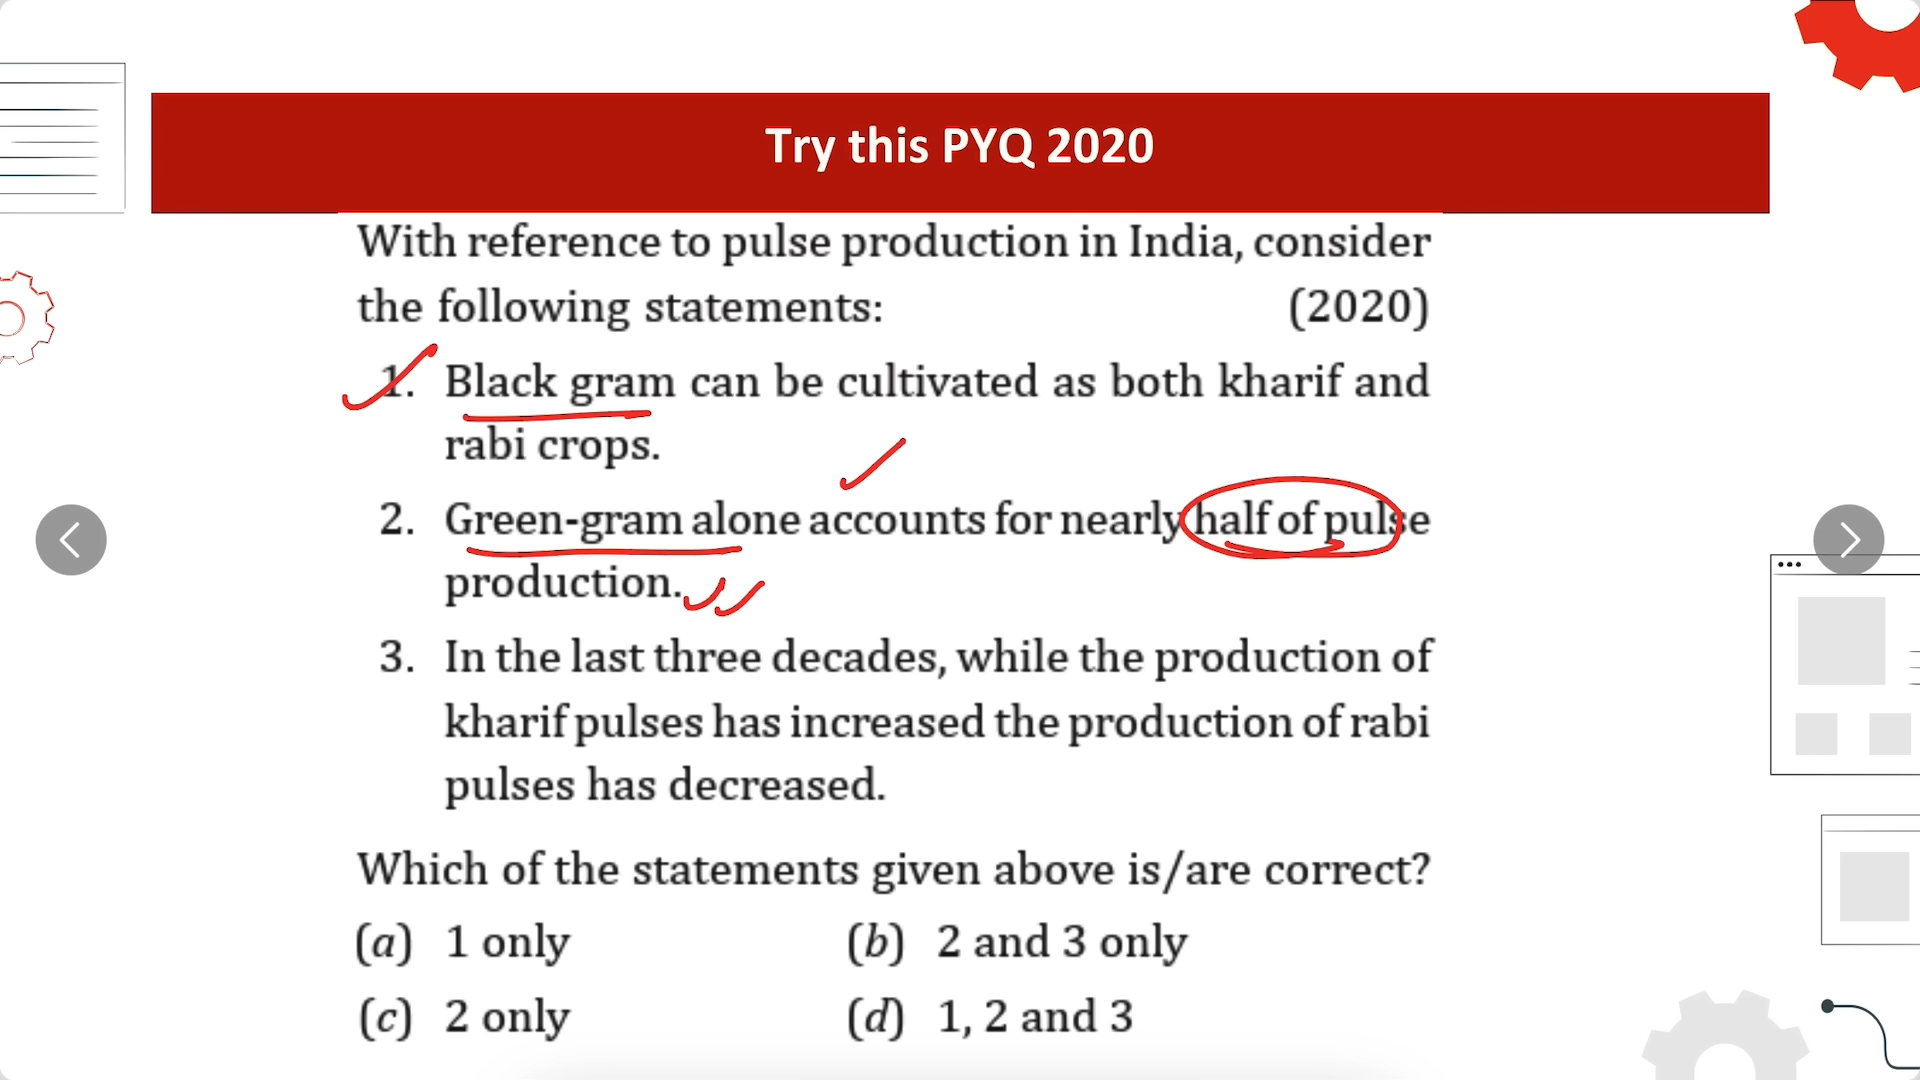 Try this PYQ 2020
With reference to pulse production in India, consider
the following statements: (2020)
1. Black gram can be cultivated as both kharif and
rabi crops.
2. Green-gram alone accounts for nearly half of pulse
production.
3. In the last three decades, while the production of
kharif pulses has increased the production of rabi
pulses has decreased.
Which of the statements given above is/are correct?
(a) 1 only (b) 2 and 3 only
(c) 2 only (d) 1, 2 and 3